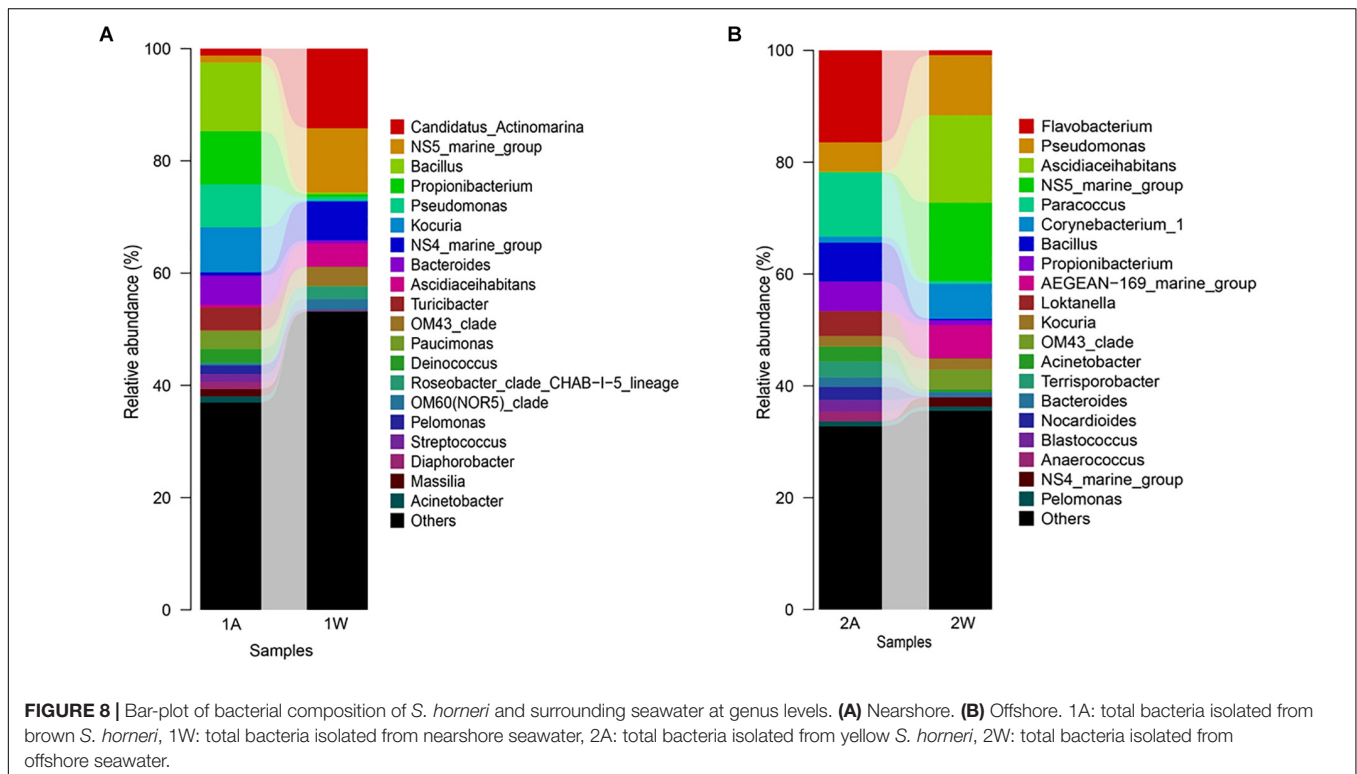 A
100
80
60
40
20
0
Relative abundance (%)
1A 1W
Samples
Candidatus_Actinomarina
NS5_marine_group
Bacillus
Propionibacterium
Pseudomonas
Kocuria
NS4_marine_group
Bacteroides
Ascidiaceihabitans
Turicibacter
OM43_clade
Paucimonas
Deinococcus
Roseobacter_clade_CHAB−I−5_lineage
OM60(NOR5)_clade
Pelomonas
Streptococcus
Diaphorobacter
Massilia
Acinetobacter
Others
B
100
80
60
40
20
0
Relative abundance (%)
2A 2W
Samples
Flavobacterium
Pseudomonas
Ascidiaceihabitans
NS5_marine_group
Paracoccus
Corynebacterium_1
Bacillus
Propionibacterium
AEGEAN−169_marine_group
Loktanella
Kocuria
OM43_clade
Acinetobacter
Terrisporobacter
Bacteroides
Nocardioides
Blastococcus
Anaerococcus
NS4_marine_group
Pelomonas
Others
FIGURE 8 | Bar-plot of bacterial composition of S. horneri and surrounding seawater at genus levels. (A) Nearshore. (B) Offshore. 1A: total bacteria isolated from
brown S. horneri, 1W: total bacteria isolated from nearshore seawater, 2A: total bacteria isolated from yellow S. horneri, 2W: total bacteria isolated from
offshore seawater.